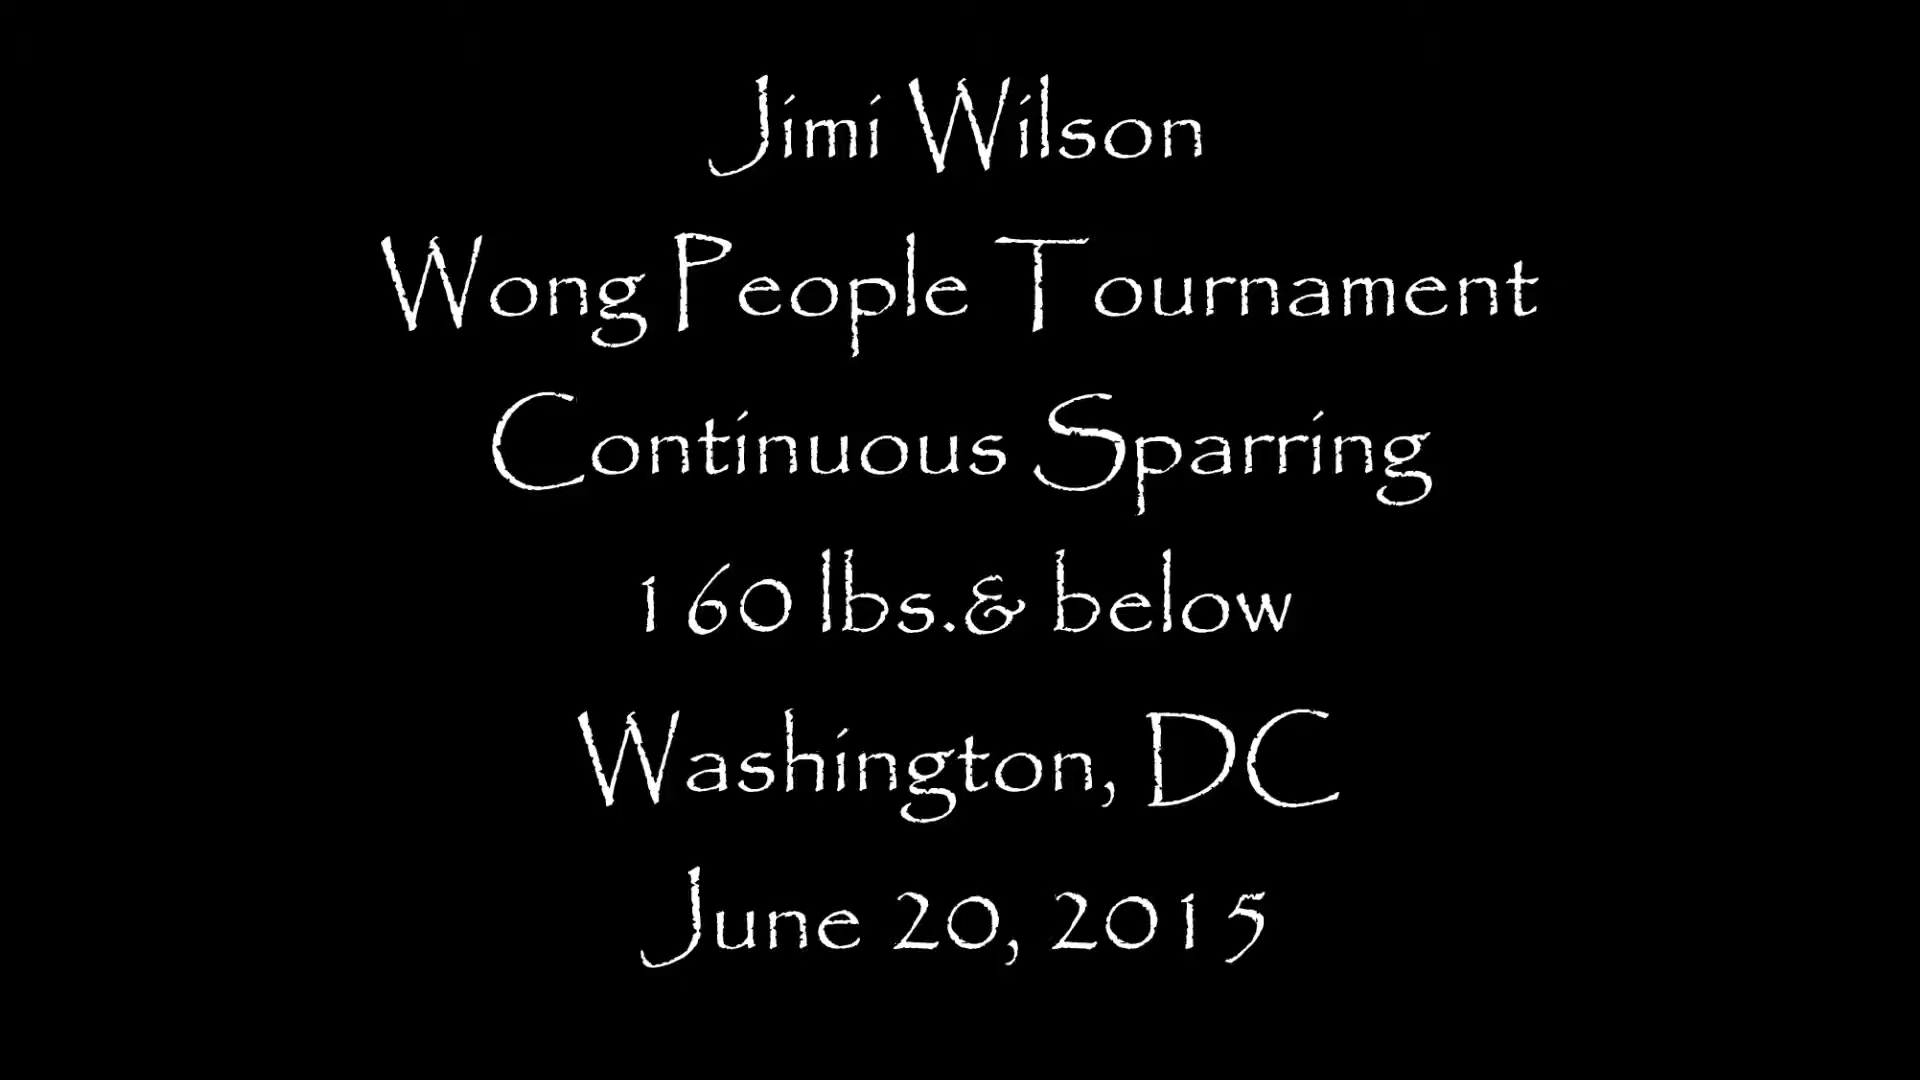 Jimi Wilson
Wong People Tournament
Continuous Sparring
160 lbs.& below
Washington, DC
June 20, 2015